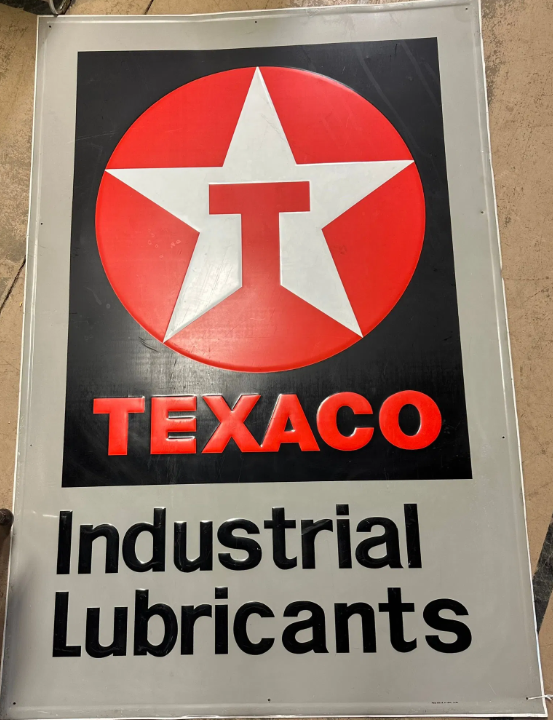 T
TEXACO
Industrial
Lubricants